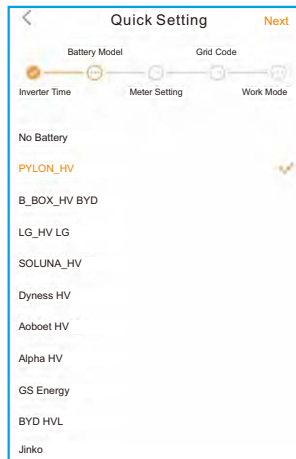 Quick Setting Next
Battery Model Grid Code
Inverter Time Meter Setting Work Mode
No Battery
PYLON_HV
B_BOX_HV BYD
LG_HV LG
SOLUNA_HV
Dyness HV
Aoboet HV
Alpha HV
GS Energy
BYD HVL
Jinko